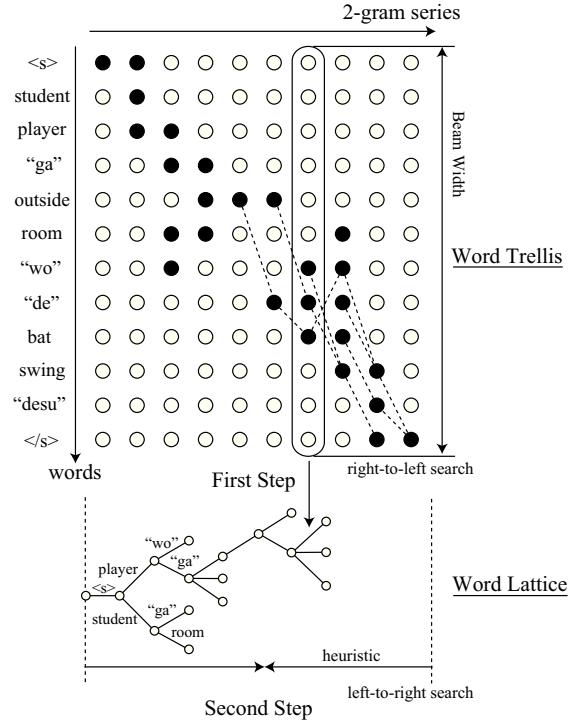 2-gram series
<s>
student
player
“ga”
outside
room
“wo”
“de”
bat
swing
“desu”
</s>
words
Beam Width
Word Trellis
right-to-left search
First Step
“wo”
player
“ga”
<s>
student
“ga”
room
Word Lattice
heuristic
left-to-right search
Second Step